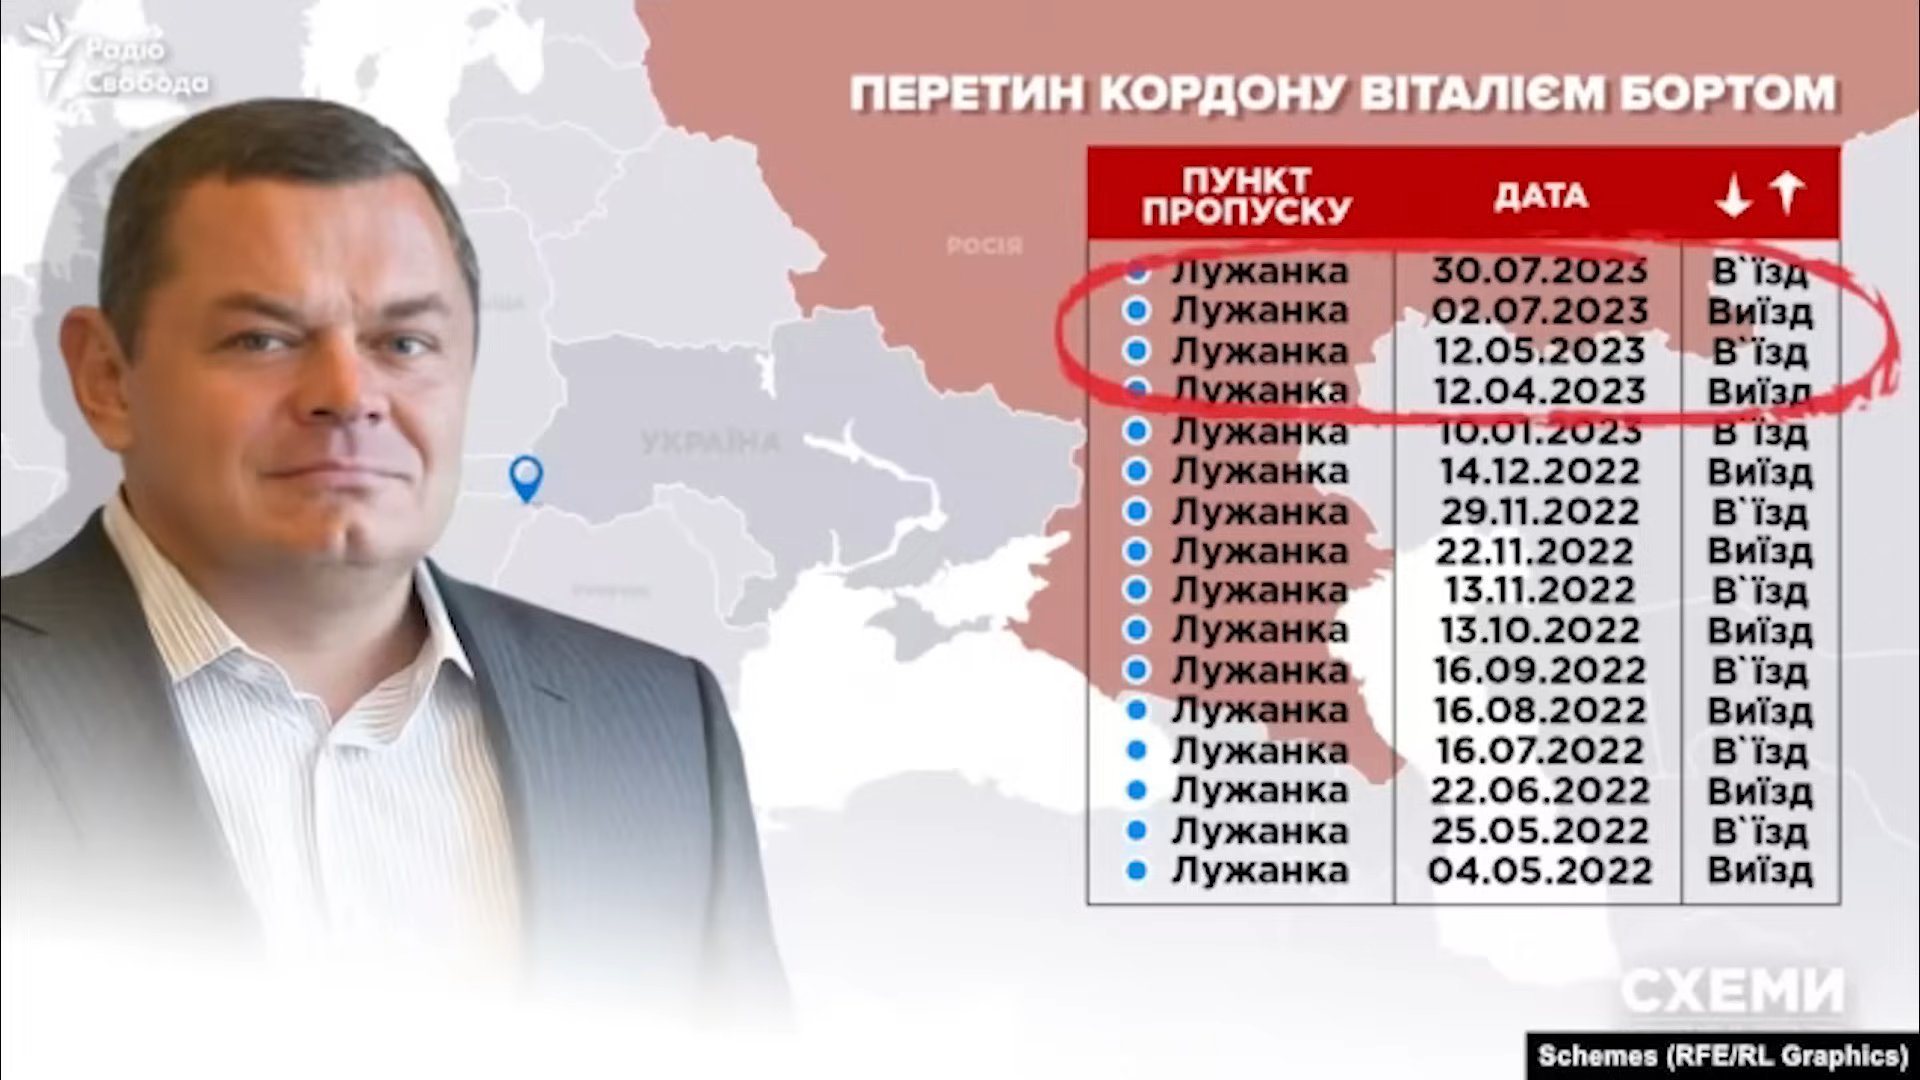 Радіо
Свобода
ПЕРЕТИН КОРДОНУ ВІТАЛІЄМ БОРТОМ
ПУНКТ ПРОПУСКУ ДАТА
РОСІЯ
УКРАЇНА
Лужанка 30.07.2023 В`їзд
Лужанка 02.07.2023 Виїзд
Лужанка 12.05.2023 В`їзд
Лужанка 12.04.2023 Виїзд
Лужанка 10.01.2023 В`їзд
Лужанка 14.12.2022 Виїзд
Лужанка 29.11.2022 В`їзд
Лужанка 22.11.2022 Виїзд
Лужанка 13.11.2022 В`їзд
Лужанка 13.10.2022 Виїзд
Лужанка 16.09.2022 В`їзд
Лужанка 16.08.2022 Виїзд
Лужанка 16.07.2022 В`їзд
Лужанка 22.06.2022 Виїзд
Лужанка 25.05.2022 В`їзд
Лужанка 04.05.2022 Виїзд
СХЕМИ
Schemes (RFE/RL Graphics)